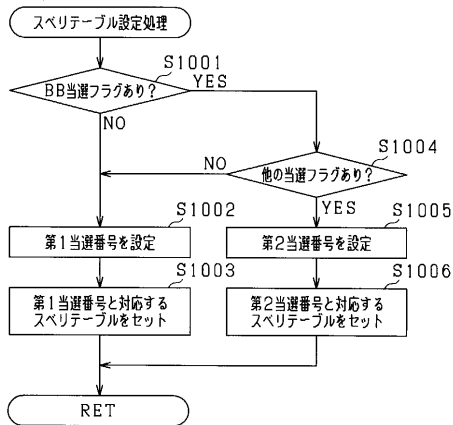 スベリテーブル設定処理
S1001
BB当選フラグあり?
YES
NO
S1004
NO
他の当選フラグあり?
YES
S1002
第1当選番号を設定
S1005
第2当選番号を設定
S1003
第1当選番号と対応する
スベリテーブルをセット
S1006
第2当選番号と対応する
スベリテーブルをセット
RET